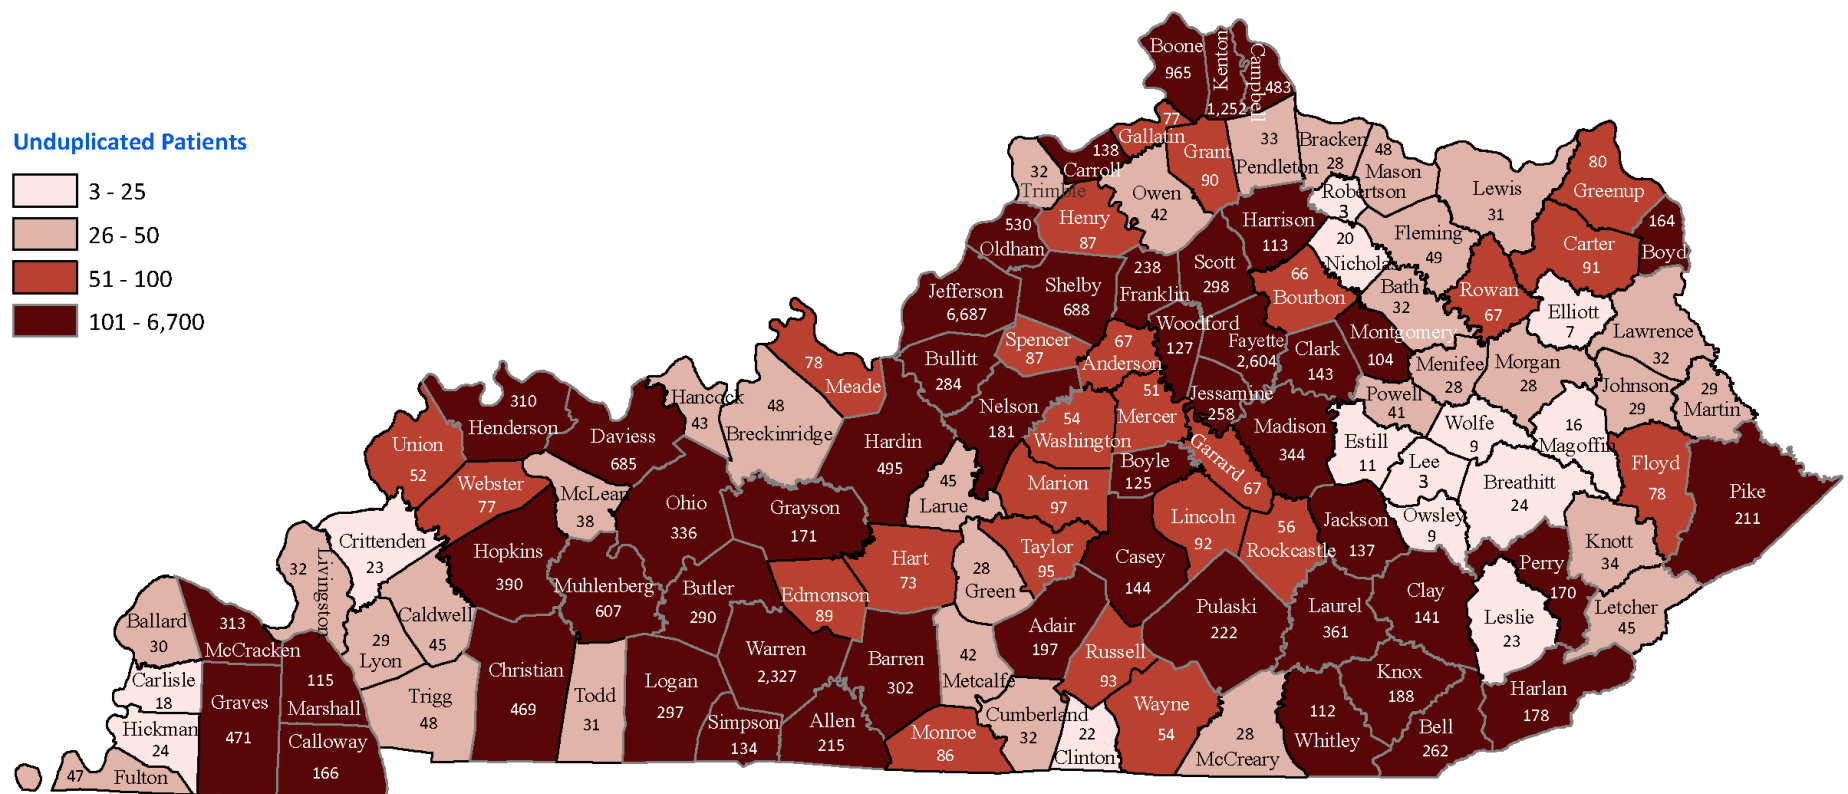 Unduplicated Patients
3 - 25
26 - 50
51 - 100
101 - 6,700
Boone
965
Kenton
1,252
Campbell
483
77
Gallatin
138
Carroll
32
Trimble
Grant
90
33
Pendleton
Bracken
28
48
Mason
Robertson
3
Lewis
31
80
Greenup
164
Boyd
Carter
91
Owen
42
Henry
87
530
Oldham
Harrison
113
20
Nicholas
Fleming
49
Rowan
67
Bath
32
Elliott
7
Lawrence
32
Jefferson
6,687
Shelby
688
238
Franklin
Scott
298
66
Bourbon
Woodford
127
Fayette
2,604
Clark
143
Montgomery
104
Menifee
28
Morgan
28
Johnson
29
29
Martin
Spencer
87
67
Anderson
Bullitt
284
78
Meade
Hancock
43
48
Breckinridge
310
Henderson
Daviess
685
Union
52
Webster
77
McLean
38
Ohio
336
Grayson
171
Hardin
495
45
Larue
Nelson
181
54
Washington
51
Mercer
Jessamine
258
Madison
344
Garrard 67
Boyle
125
Marion
97
Powell
41
Estill
11
Wolfe
9
Lee
3
16
Magoffin
Breathitt
24
Floyd
78
Pike
211
Owsley
9
Jackson
137
56
Rockcastle
Lincoln
92
Casey
144
Taylor
95
28
Green
Hart
73
Edmonson
89
Butler
290
Muhlenberg
607
Hopkins
390
Crittenden
23
32
Livingston
Caldwell
45
29
Lyon
Ballard
30
313
McCracken
Carlisle
18
Graves
471
115
Marshall
Hickman
24
47
Fulton
Calloway
166
Trigg
48
Christian
469
Todd
31
Logan
297
Warren
2,327
Simpson
134
Allen
215
Barren
302
42
Metcalfe
Monroe
86
Adair
197
Cumberland
32
22
Clinton
Russell
93
Wayne
54
Pulaski
222
28
McCreary
Laurel
361
112
Whitley
Knox
188
Bell
262
Clay
141
Leslie
23
Perry
170
Knott
34
Letcher
45
Harlan
178